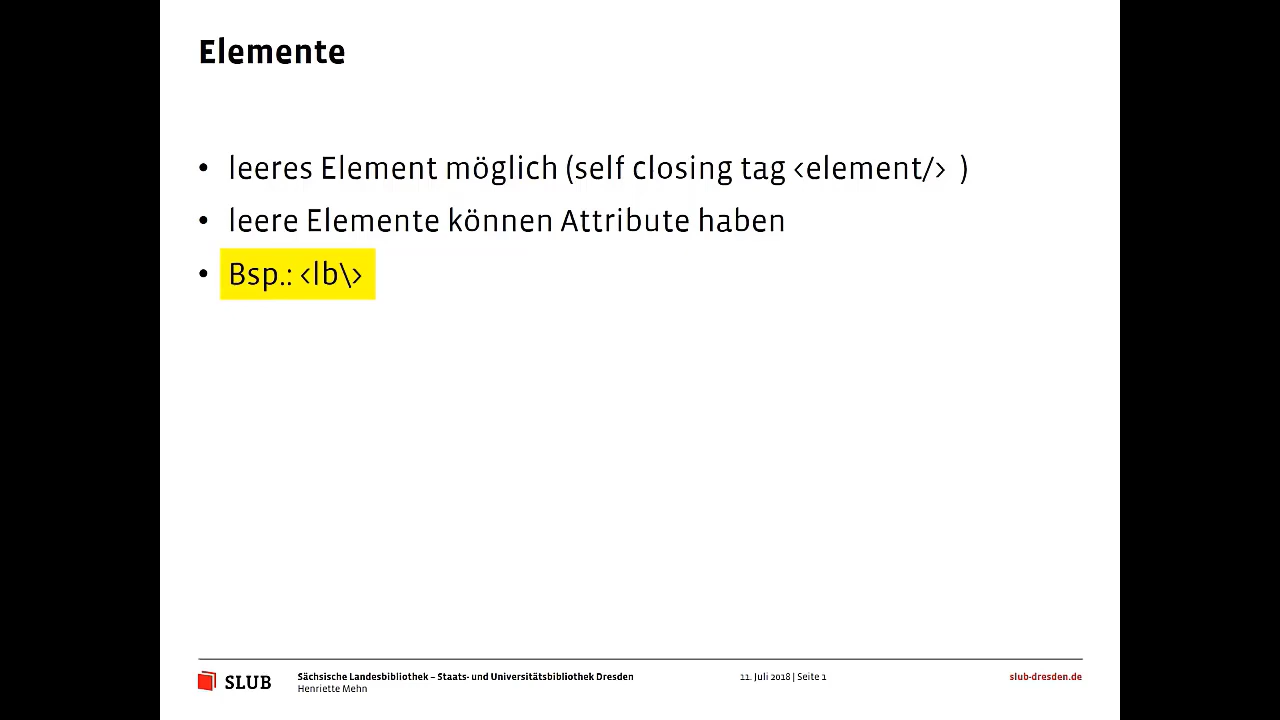 Elemente
• leeres Element möglich (self closing tag <element/> )
• leere Elemente können Attribute haben
• Bsp.: <lb\>
SLUB
Sächsische Landesbibliothek – Staats- und Universitätsbibliothek Dresden
Henriette Mehn
11. Juli 2018 | Seite 1
slub-dresden.de